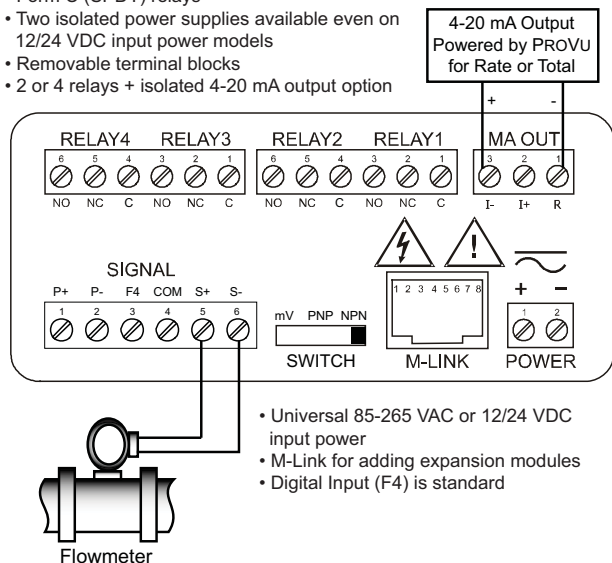 Form C (SPDT) relays
• Two isolated power supplies available even on
12/24 VDC input power models
• Removable terminal blocks
• 2 or 4 relays + isolated 4-20 mA output option
4-20 mA Output
Powered by PROVU
for Rate or Total
+ -
RELAY4 RELAY3 RELAY2 RELAY1 MA OUT
6 5 4 3 2 1 6 5 4 3 2 1 3 2 1
NO NC C NO NC C NO NC C NO NC C I- I+ R
SIGNAL
P+ P- F4 COM S+ S-
1 2 3 4 5 6
mV PNP NPN
SWITCH
1 2 3 4 5 6 7 8
M-LINK
+ –
1 2
POWER
• Universal 85-265 VAC or 12/24 VDC
input power
• M-Link for adding expansion modules
• Digital Input (F4) is standard
Flowmeter